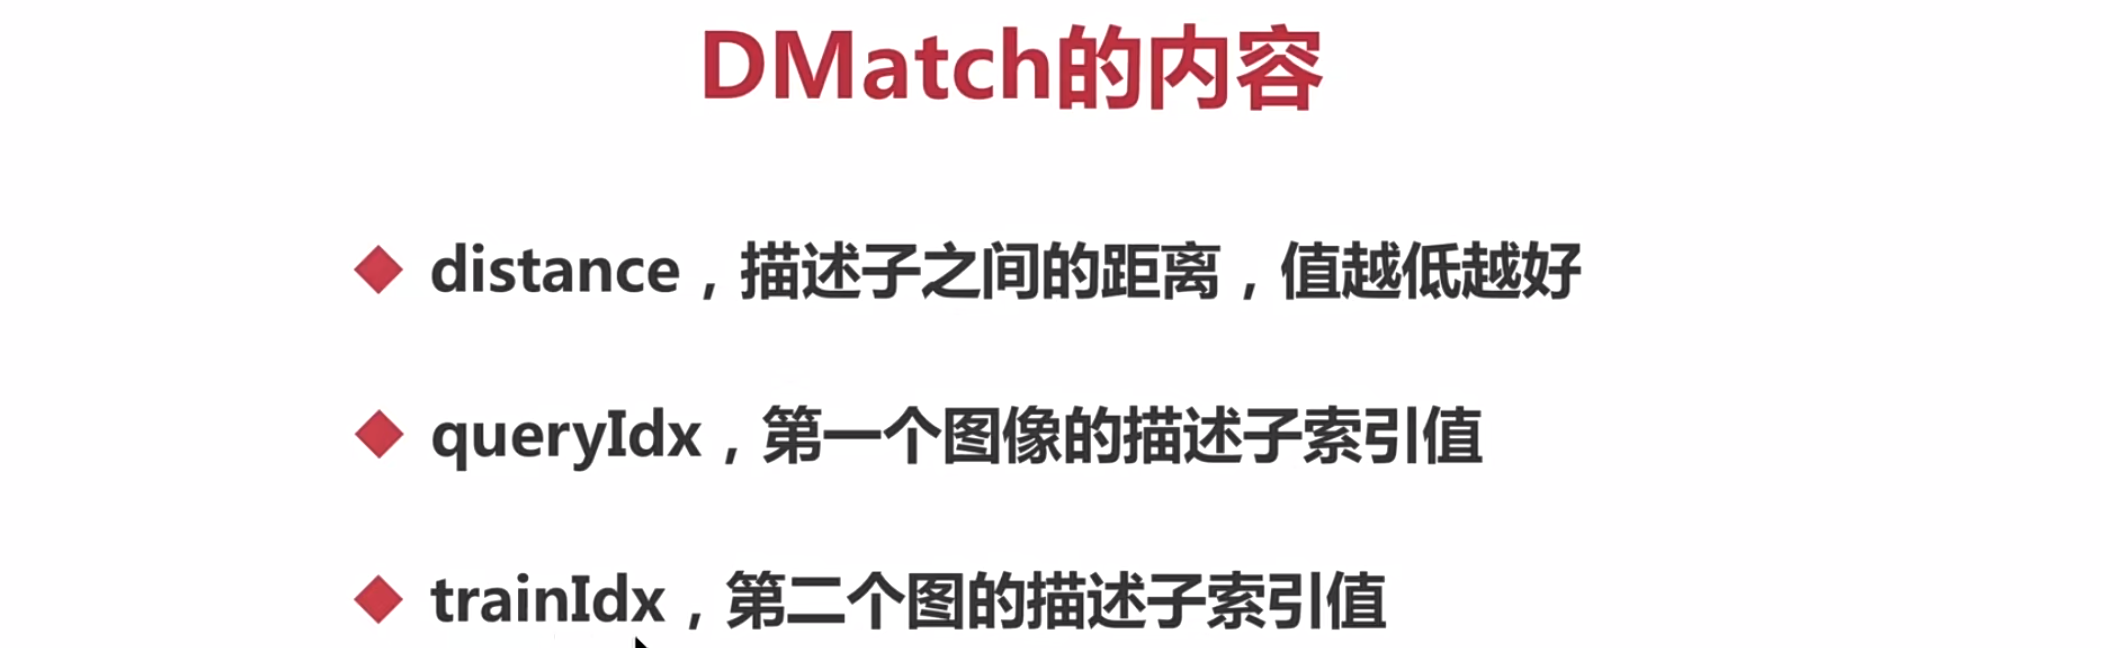 DMatch的内容
distance，描述子之间的距离，值越低越好
queryIdx，第一个图像的描述子索引值
trainIdx，第二个图的描述子索引值